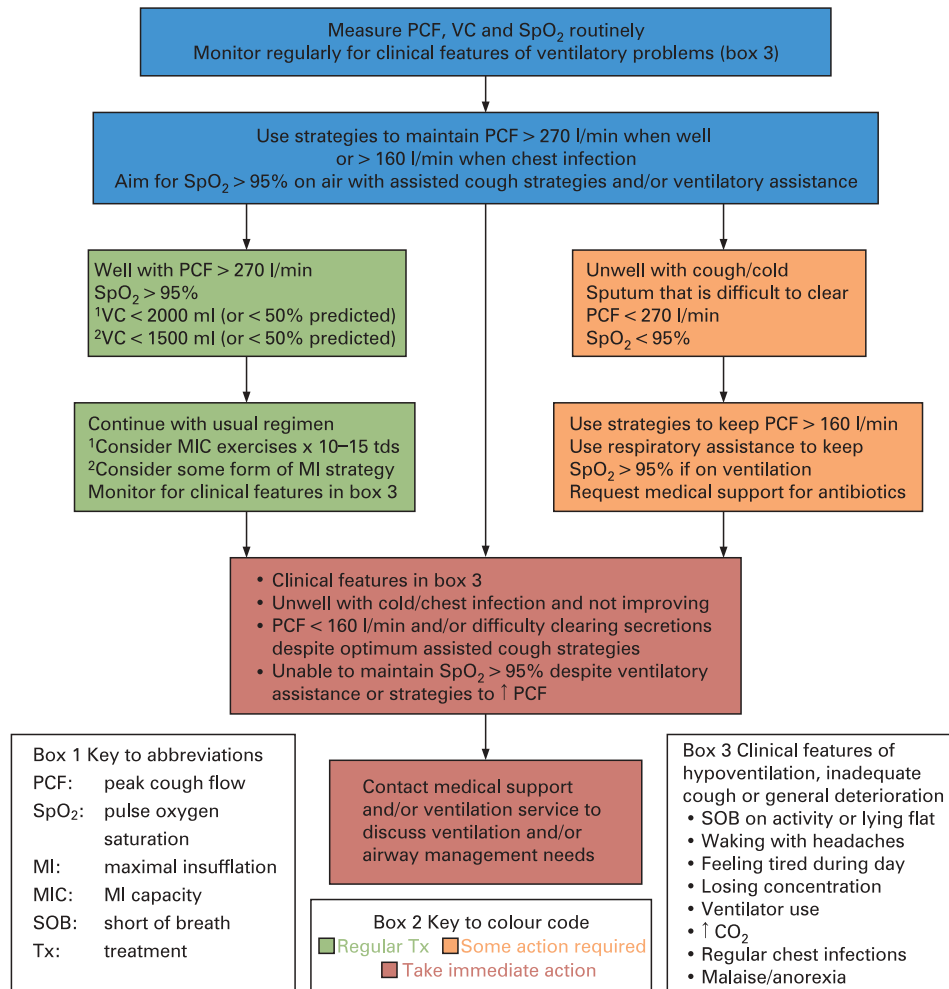 Measure PCF, VC and SpO₂ routinely
Monitor regularly for clinical features of ventilatory problems (box 3)
Use strategies to maintain PCF > 270 l/min when well
or > 160 l/min when chest infection
Aim for SpO₂ > 95% on air with assisted cough strategies and/or ventilatory assistance
Well with PCF > 270 l/min
SpO₂ > 95%
¹VC < 2000 ml (or < 50% predicted)
²VC < 1500 ml (or < 50% predicted)
Unwell with cough/cold
Sputum that is difficult to clear
PCF < 270 l/min
SpO₂ < 95%
Continue with usual regimen
¹Consider MIC exercises x 10–15 tds
²Consider some form of MI strategy
Monitor for clinical features in box 3
Use strategies to keep PCF > 160 l/min
Use respiratory assistance to keep
SpO₂ > 95% if on ventilation
Request medical support for antibiotics
• Clinical features in box 3
• Unwell with cold/chest infection and not improving
• PCF < 160 l/min and/or difficulty clearing secretions
despite optimum assisted cough strategies
• Unable to maintain SpO₂ > 95% despite ventilatory
assistance or strategies to ↑ PCF
Contact medical support
and/or ventilation service to
discuss ventilation and/or
airway management needs
Box 1 Key to abbreviations
PCF: peak cough flow
SpO₂: pulse oxygen
saturation
MI: maximal insufflation
MIC: MI capacity
SOB: short of breath
Tx: treatment
Box 2 Key to colour code
Regular Tx Some action required
Take immediate action
Box 3 Clinical features of
hypoventilation, inadequate
cough or general deterioration
• SOB on activity or lying flat
• Waking with headaches
• Feeling tired during day
• Losing concentration
• Ventilator use
• ↑ CO₂
• Regular chest infections
• Malaise/anorexia